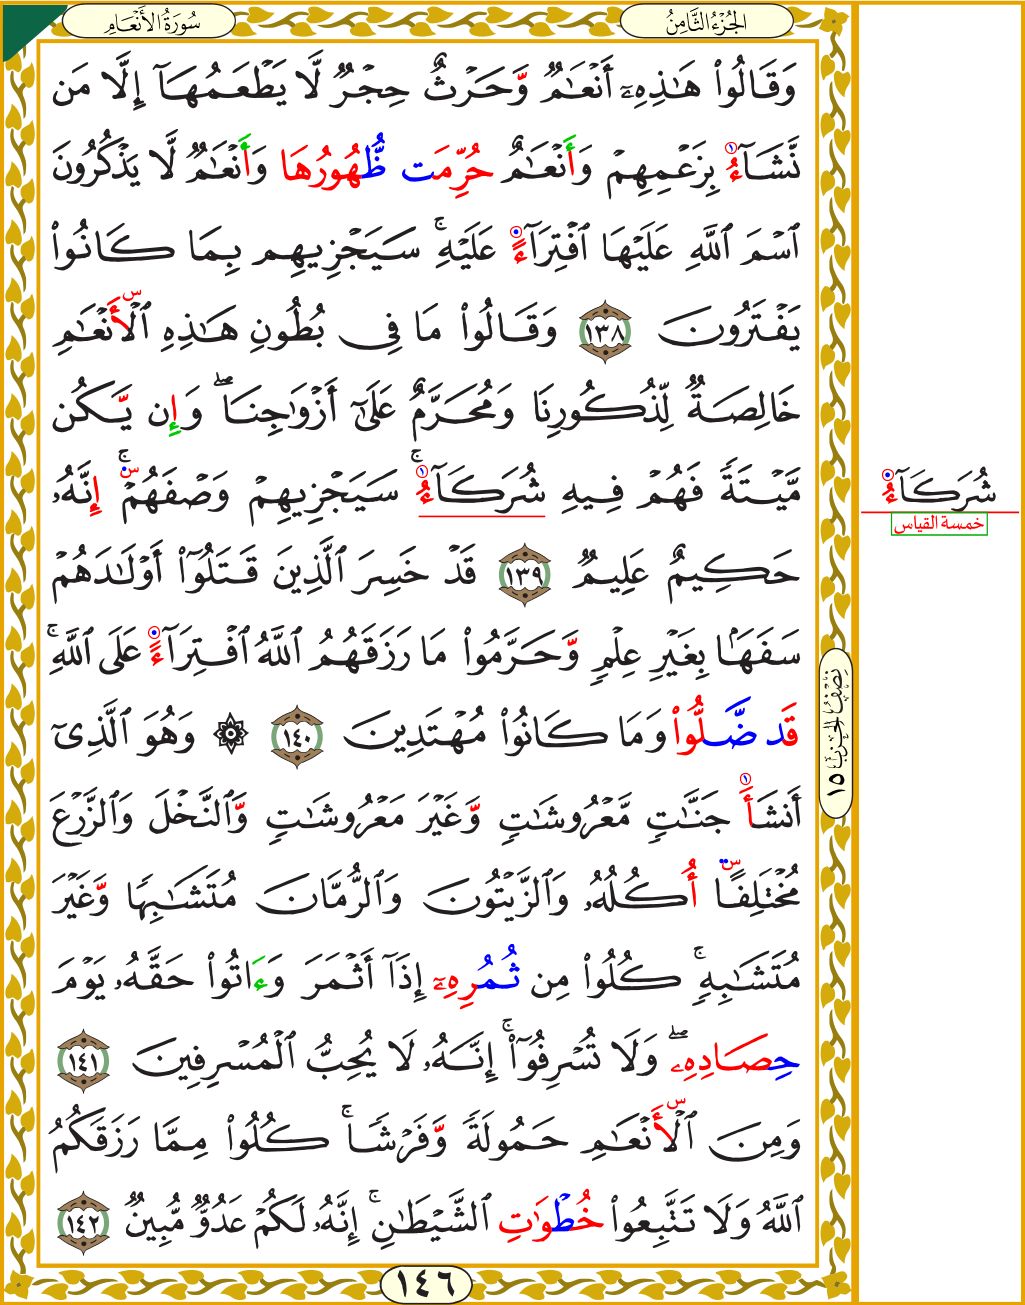 سُورَةُ الأَنْعَامِ
الجُزْءُ الثَّامِنُ
وَقَالُوا۟ هَـٰذِهِۦٓ أَنْعَـٰمٌ وَّحَرْثٌ حِجْرٌ لَّا يَطْعَمُهَآ إِلَّا مَن
نَّشَآءُ بِزَعْمِهِمْ وَأَنْعَـٰمٌ حُرِّمَت ظُّهُورُهَا وَأَنْعَـٰمٌ لَّا يَذْكُرُونَ
ٱسْمَ ٱللَّهِ عَلَيْهَا ٱفْتِرَآءً عَلَيْهِ ۚ سَيَجْزِيهِم بِمَا كَانُوا۟
يَفْتَرُونَ ١٣٨ وَقَالُوا۟ مَا فِى بُطُونِ هَـٰذِهِ ٱلْأَنْعَـٰمِ
خَالِصَةٌ لِّذُكُورِنَا وَمُحَرَّمٌ عَلَىٰٓ أَزْوَٰجِنَا ۖ وَإِن يَّكُن
مَّيْتَةً فَهُمْ فِيهِ شُرَكَآءُ ۚ سَيَجْزِيهِمْ وَصْفَهُمْ ۚ إِنَّهُۥ
حَكِيمٌ عَلِيمٌ ١٣٩ قَدْ خَسِرَ ٱلَّذِينَ قَتَلُوٓا۟ أَوْلَـٰدَهُمْ
سَفَهًۢا بِغَيْرِ عِلْمٍ وَّحَرَّمُوا۟ مَا رَزَقَهُمُ ٱللَّهُ ٱفْتِرَآءً عَلَى ٱللَّهِ ۚ
قَد ضَّلُّوا۟ وَمَا كَانُوا۟ مُهْتَدِينَ ١٤٠ ۞ وَهُوَ ٱلَّذِىٓ
أَنشَأَ جَنَّـٰتٍ مَّعْرُوشَـٰتٍ وَّغَيْرَ مَعْرُوشَـٰتٍ وَّٱلنَّخْلَ وَٱلزَّرْعَ
مُخْتَلِفًا أُكُلُهُۥ وَٱلزَّيْتُونَ وَٱلرُّمَّانَ مُتَشَـٰبِهًا وَّغَيْرَ
مُتَشَـٰبِهٍ ۚ كُلُوا۟ مِن ثُمُرِهِۦٓ إِذَآ أَثْمَرَ وَءَاتُوا۟ حَقَّهُۥ يَوْمَ
حِصَادِهِۦ ۖ وَلَا تُسْرِفُوٓا۟ ۚ إِنَّهُۥ لَا يُحِبُّ ٱلْمُسْرِفِينَ ١٤١
وَمِنَ ٱلْأَنْعَـٰمِ حَمُولَةً وَّفَرْشًا ۚ كُلُوا۟ مِمَّا رَزَقَكُمُ
ٱللَّهُ وَلَا تَتَّبِعُوا۟ خُطْوَٰتِ ٱلشَّيْطَـٰنِ ۚ إِنَّهُۥ لَكُمْ عَدُوٌّ مُّبِينٌ ١٤٢
شُرَكَآءُ
خمسة القياس
نِصْفُ الحِزْبِ ١٥
١٤٦